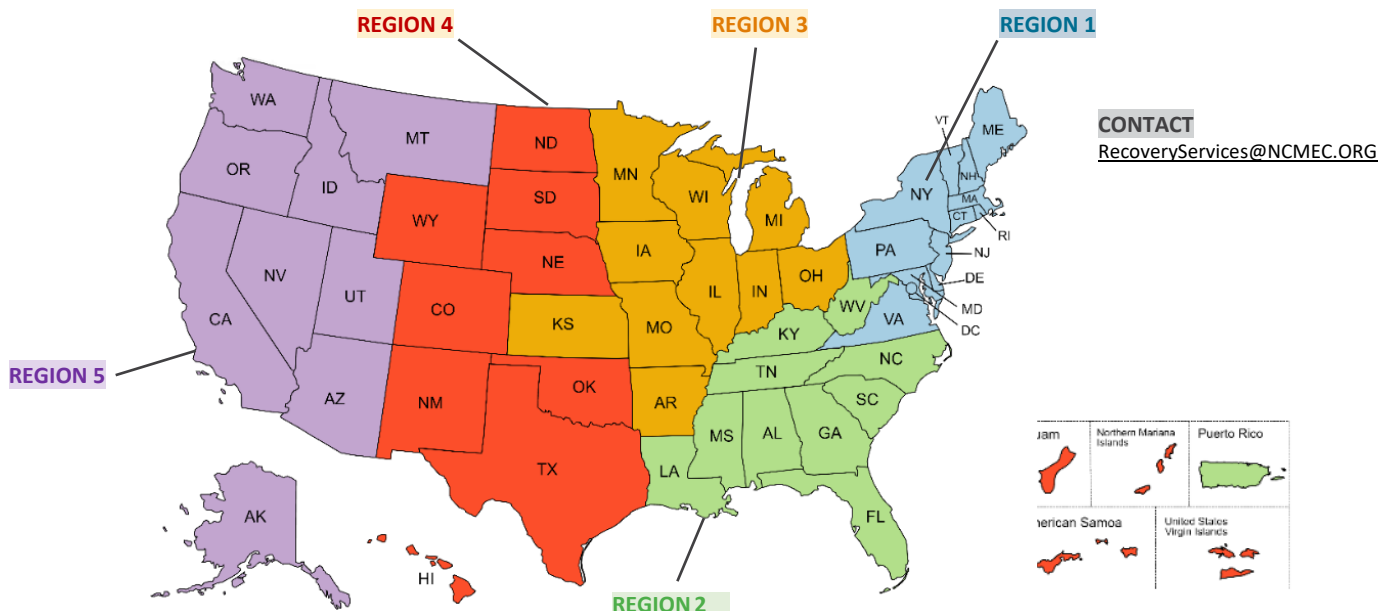 REGION 4
REGION 3
REGION 1
CONTACT
RecoveryServices@NCMEC.ORG
WA
MT
ND
MN
VT
ME
OR
ID
SD
WI
MI
NY
NH
MA
CT
RI
WY
IA
NE
PA
NJ
NV
UT
CO
IL
IN
OH
DE
MD
DC
CA
KS
MO
WV
VA
KY
REGION 5
AZ
NM
OK
AR
TN
NC
SC
MS
AL
GA
TX
LA
FL
AK
HI
REGION 2
uam
Northern Mariana
Islands
Puerto Rico
nerican Samoa
United States
Virgin Islands